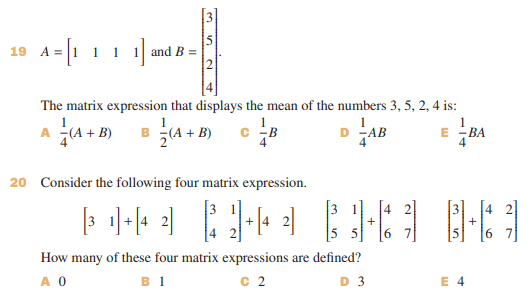 19 A = [1 1 1 1] and B = [3 5 2 4].
The matrix expression that displays the mean of the numbers 3, 5, 2, 4 is:
A 1/4(A + B) B 1/2(A + B) C 1/4B D 1/4AB E 1/4BA
20 Consider the following four matrix expression.
[3 1] + [4 2] [3 1; 4 2] + [4 2] [3 1; 5 5] + [4 2; 6 7] [3; 5] + [4 2; 6 7]
How many of these four matrix expressions are defined?
A 0 B 1 C 2 D 3 E 4